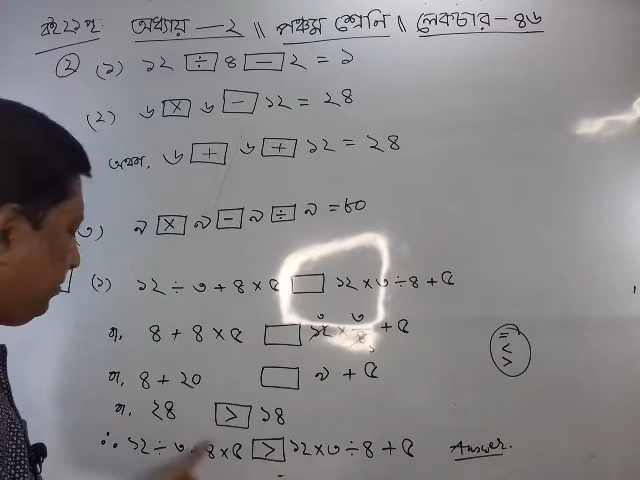 অধ্যায় — ২ || পঞ্চম শ্রেণি || লেকচার - ৪৬
(২) (১) ১২ ÷ ৪ − ২ = ১
(২) ৬ × ৬ − ১২ = ২৪
অথবা, ৬ + ৬ + ১২ = ২৪
(৩) ৯ × ৯ − ৯ ÷ ৯ = ৮০
(১) ১২ ÷ ৩ + ৪ × ৫ □ ১২ × ৩ ÷ ৪ + ৫
বা, ৪ + ৪ × ৫ □ + ৫
বা, ৪ + ২০ □ ৯ + ৫
বা, ২৪ > ১৪
∴ ১২ ÷ ৩ ৪ × ৫ > ১২ × ৩ ÷ ৪ + ৫ Answer.
=
<
>